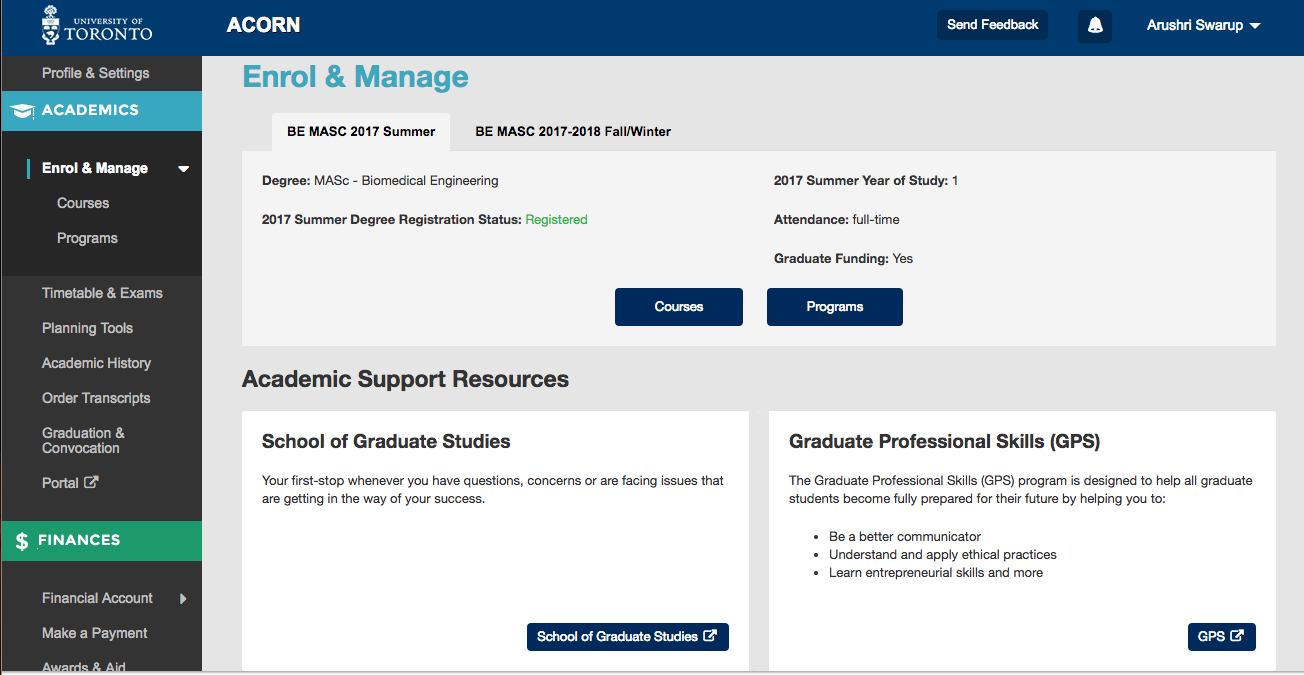 UNIVERSITY OF
TORONTO
ACORN
Send Feedback
Arushri Swarup
Profile & Settings
ACADEMICS
Enrol & Manage
Courses
Programs
Timetable & Exams
Planning Tools
Academic History
Order Transcripts
Graduation &
Convocation
Portal
$ FINANCES
Financial Account
Make a Payment
Awards & Aid
Enrol & Manage
BE MASC 2017 Summer
BE MASC 2017-2018 Fall/Winter
Degree: MASc - Biomedical Engineering
2017 Summer Degree Registration Status: Registered
2017 Summer Year of Study: 1
Attendance: full-time
Graduate Funding: Yes
Courses
Programs
Academic Support Resources
School of Graduate Studies
Your first-stop whenever you have questions, concerns or are facing issues that
are getting in the way of your success.
School of Graduate Studies
Graduate Professional Skills (GPS)
The Graduate Professional Skills (GPS) program is designed to help all graduate
students become fully prepared for their future by helping you to:
• Be a better communicator
• Understand and apply ethical practices
• Learn entrepreneurial skills and more
GPS